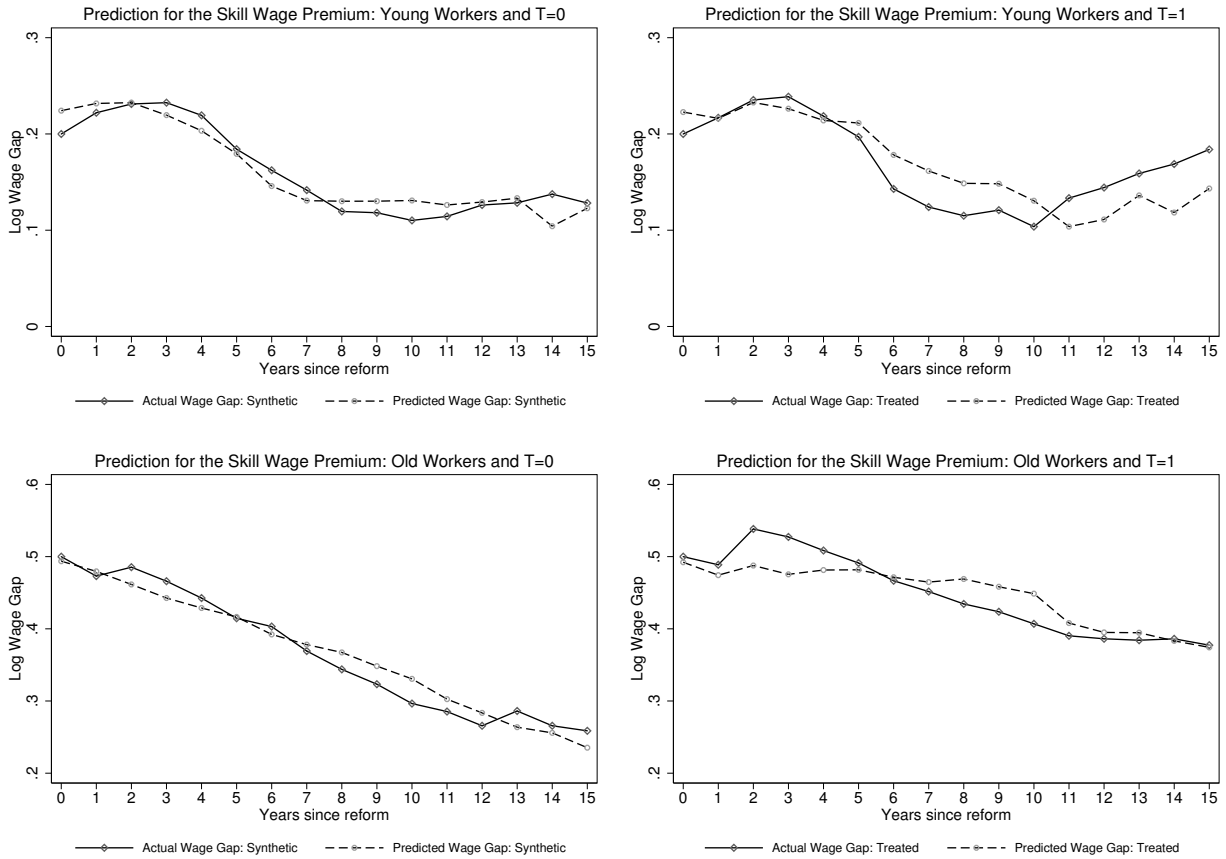 Prediction for the Skill Wage Premium: Young Workers and T=0
Log Wage Gap
.3
.2
.1
0
0 1 2 3 4 5 6 7 8 9 10 11 12 13 14 15
Years since reform
Actual Wage Gap: Synthetic Predicted Wage Gap: Synthetic
Prediction for the Skill Wage Premium: Young Workers and T=1
Log Wage Gap
.3
.2
.1
0
0 1 2 3 4 5 6 7 8 9 10 11 12 13 14 15
Years since reform
Actual Wage Gap: Treated Predicted Wage Gap: Treated
Prediction for the Skill Wage Premium: Old Workers and T=0
Log Wage Gap
.6
.5
.4
.3
.2
0 1 2 3 4 5 6 7 8 9 10 11 12 13 14 15
Years since reform
Actual Wage Gap: Synthetic Predicted Wage Gap: Synthetic
Prediction for the Skill Wage Premium: Old Workers and T=1
Log Wage Gap
.6
.5
.4
.3
.2
0 1 2 3 4 5 6 7 8 9 10 11 12 13 14 15
Years since reform
Actual Wage Gap: Treated Predicted Wage Gap: Treated